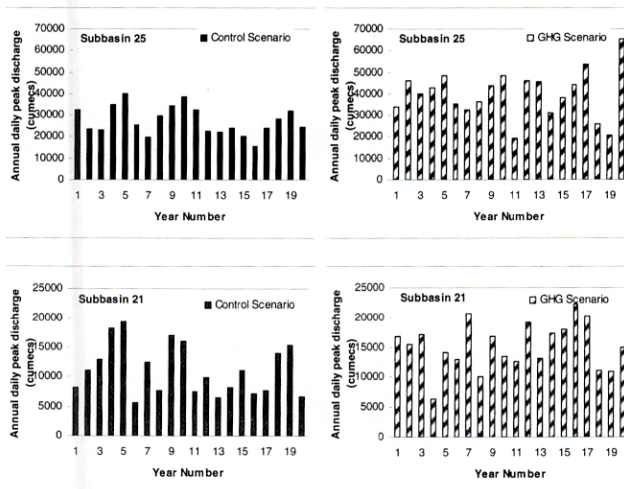 Subbasin 25
Control Scenario
Annual daily peak discharge
(cumecs)
70000
60000
50000
40000
30000
20000
10000
0
1 3 5 7 9 11 13 15 17 19
Year Number
Subbasin 25
GHG Scenario
Annual daily peak discharge
(cumecs)
70000
60000
50000
40000
30000
20000
10000
0
1 3 5 7 9 11 13 15 17 19
Year Number
Subbasin 21
Control Scenario
Annual daily peak discharge
(cumecs)
25000
20000
15000
10000
5000
0
1 3 5 7 9 11 13 15 17 19
Year Number
Subbasin 21
GHG Scenario
Annual daily peak discharge
(cumecs)
25000
20000
15000
10000
5000
0
1 3 5 7 9 11 13 15 17 19
Year Number